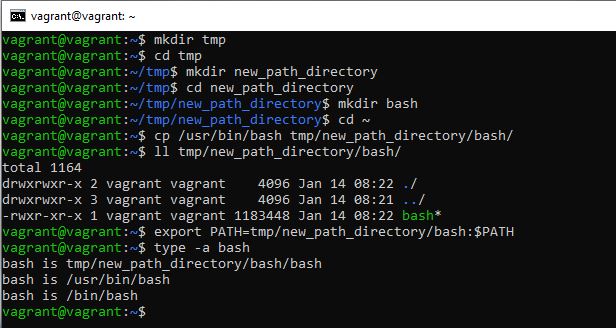 vagrant@vagrant: ~
vagrant@vagrant:~$ mkdir tmp
vagrant@vagrant:~$ cd tmp
vagrant@vagrant:~/tmp$ mkdir new_path_directory
vagrant@vagrant:~/tmp$ cd new_path_directory
vagrant@vagrant:~/tmp/new_path_directory$ mkdir bash
vagrant@vagrant:~/tmp/new_path_directory$ cd ~
vagrant@vagrant:~$ cp /usr/bin/bash tmp/new_path_directory/bash/
vagrant@vagrant:~$ ll tmp/new_path_directory/bash/
total 1164
drwxrwxr-x 2 vagrant vagrant    4096 Jan 14 08:22 ./
drwxrwxr-x 3 vagrant vagrant    4096 Jan 14 08:21 ../
-rwxr-xr-x 1 vagrant vagrant 1183448 Jan 14 08:22 bash*
vagrant@vagrant:~$ export PATH=tmp/new_path_directory/bash:$PATH
vagrant@vagrant:~$ type -a bash
bash is tmp/new_path_directory/bash/bash
bash is /usr/bin/bash
bash is /bin/bash
vagrant@vagrant:~$